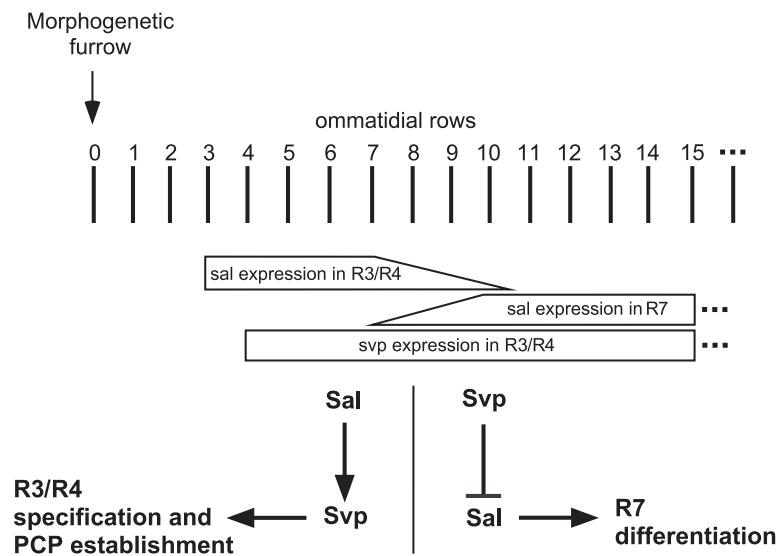 Morphogenetic
furrow
ommatidial rows
0 1 2 3 4 5 6 7 8 9 10 11 12 13 14 15 ...
sal expression in R3/R4
sal expression in R7 ...
svp expression in R3/R4 ...
Sal
Svp
R3/R4
specification and
PCP establishment
Svp
Sal
R7
differentiation